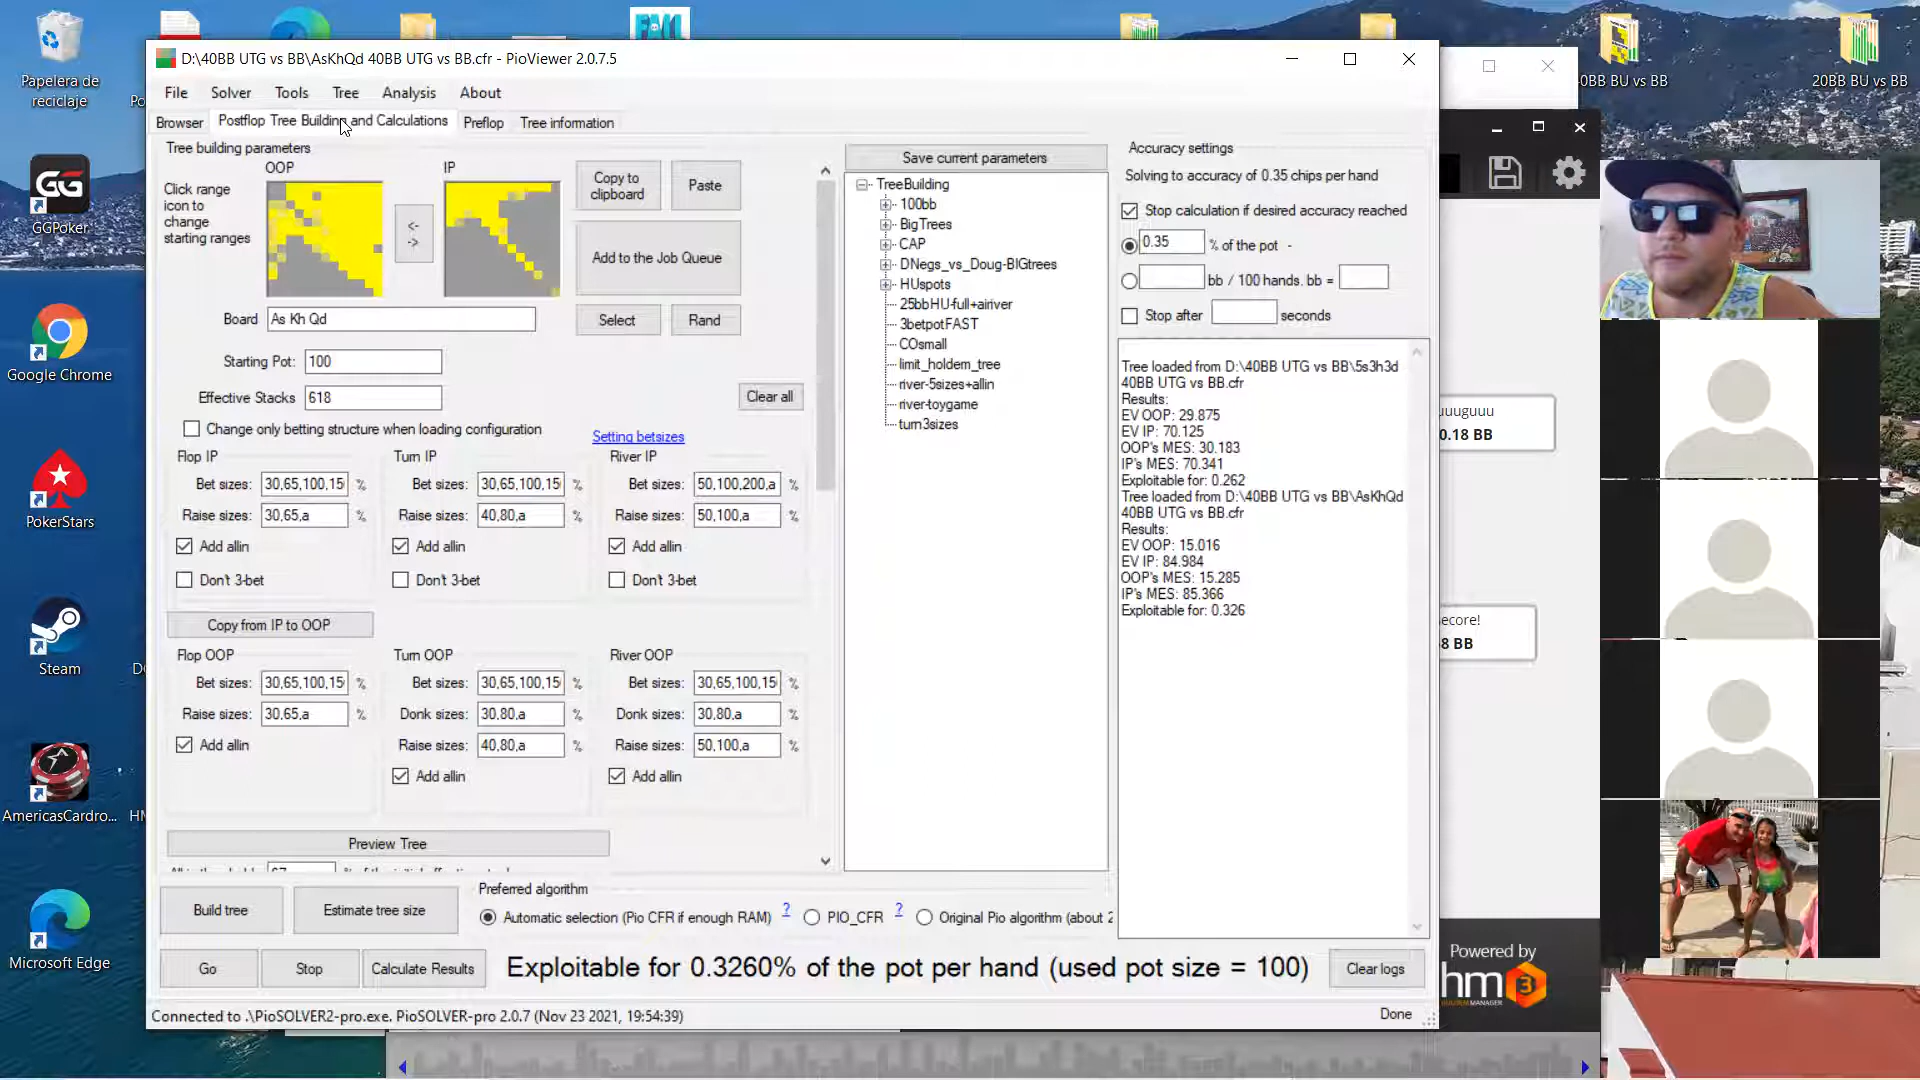 Papelera de
reciclaje
GGPoker
Google Chrome
PokerStars
Steam
AmericasCardro...
Microsoft Edge
40BB BU vs BB
20BB BU vs BB
D:\40BB UTG vs BB\AsKhQd 40BB UTG vs BB.cfr - PioViewer 2.0.7.5
File Solver Tools Tree Analysis About
Browser Postflop Tree Building and Calculations Preflop Tree information
Tree building parameters
OOP IP
Click range
icon to
change
starting ranges
<-
->
Copy to
clipboard
Paste
Add to the Job Queue
Board As Kh Qd Select Rand
Starting Pot: 100
Effective Stacks 618 Clear all
Change only betting structure when loading configuration
Setting betsizes
Flop IP Turn IP River IP
Bet sizes: 30,65,100,15 % Bet sizes: 30,65,100,15 % Bet sizes: 50,100,200,a %
Raise sizes: 30,65,a % Raise sizes: 40,80,a % Raise sizes: 50,100,a %
Add allin Add allin Add allin
Don't 3-bet Don't 3-bet Don't 3-bet
Copy from IP to OOP
Flop OOP Turn OOP River OOP
Bet sizes: 30,65,100,15 % Bet sizes: 30,65,100,15 % Bet sizes: 30,65,100,15 %
Raise sizes: 30,65,a % Donk sizes: 30,80,a % Donk sizes: 30,80,a %
Add allin Raise sizes: 40,80,a % Raise sizes: 50,100,a %
Add allin Add allin
Preview Tree
Build tree Estimate tree size
Preferred algorithm
Automatic selection (Pio CFR if enough RAM) ? PIO_CFR ? Original Pio algorithm (about 2
Go Stop Calculate Results Exploitable for 0.3260% of the pot per hand (used pot size = 100) Clear logs
Connected to .\PioSOLVER2-pro.exe. PioSOLVER-pro 2.0.7 (Nov 23 2021, 19:54:39) Done
Save current parameters
TreeBuilding
100bb
BigTrees
CAP
DNegs_vs_Doug-BIGtrees
HUspots
25bbHU-full+airiver
3betpotFAST
COsmall
limit_holdem_tree
river-5sizes+allin
river-toygame
turn3sizes
Accuracy settings
Solving to accuracy of 0.35 chips per hand
Stop calculation if desired accuracy reached
0.35 % of the pot -
bb / 100 hands. bb =
Stop after seconds
Tree loaded from D:\40BB UTG vs BB\5s3h3d
40BB UTG vs BB.cfr
Results:
EV OOP: 29.875
EV IP: 70.125
OOP's MES: 30.183
IP's MES: 70.341
Exploitable for: 0.262
Tree loaded from D:\40BB UTG vs BB\AsKhQd
40BB UTG vs BB.cfr
Results:
EV OOP: 15.016
EV IP: 84.984
OOP's MES: 15.285
IP's MES: 85.366
Exploitable for: 0.326
uuuguuu
0.18 BB
ecore!
8 BB
Powered by
hm 3